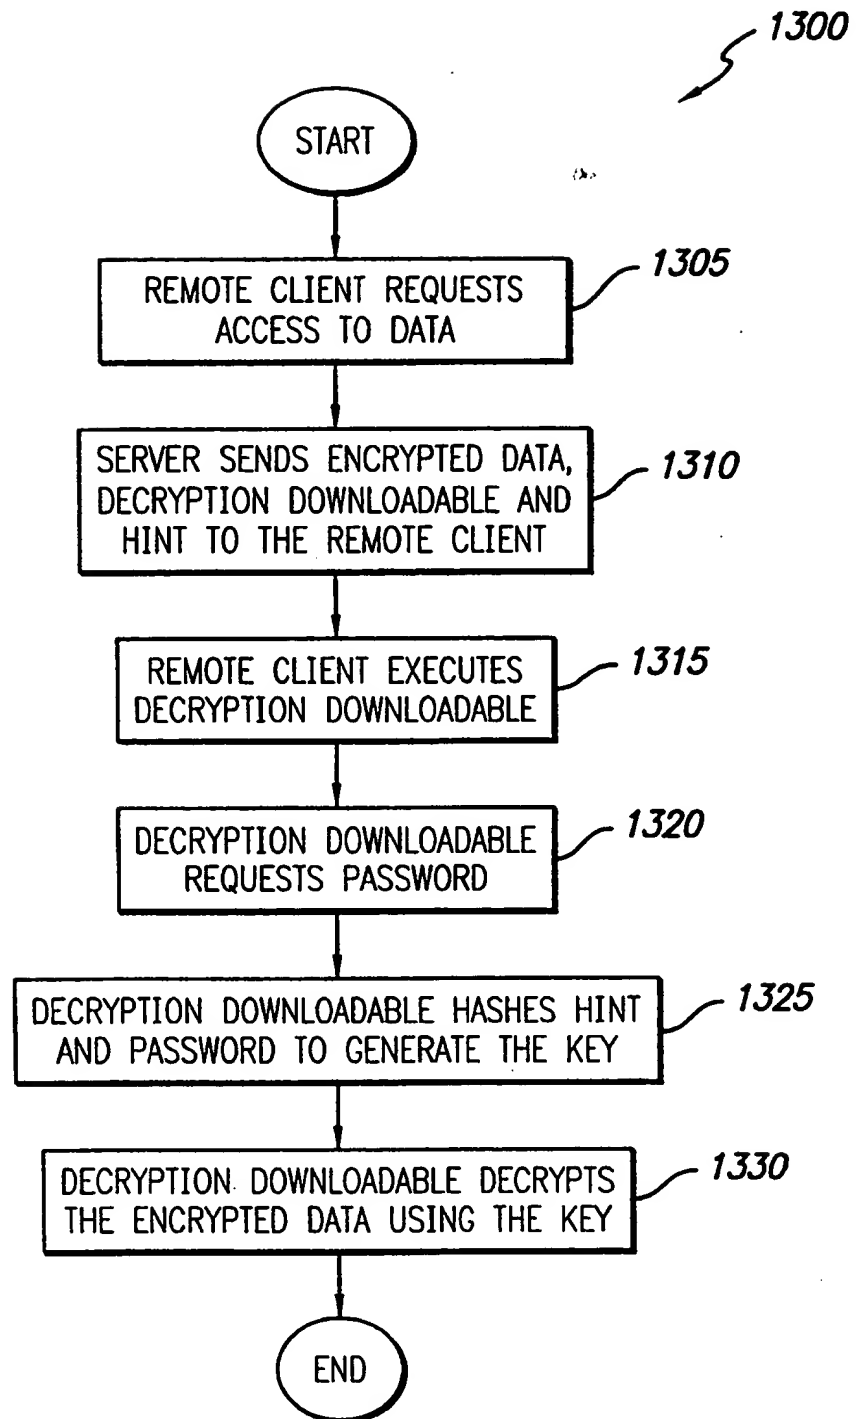 1300
START
REMOTE CLIENT REQUESTS
ACCESS TO DATA
1305
SERVER SENDS ENCRYPTED DATA,
DECRYPTION DOWNLOADABLE AND
HINT TO THE REMOTE CLIENT
1310
REMOTE CLIENT EXECUTES
DECRYPTION DOWNLOADABLE
1315
DECRYPTION DOWNLOADABLE
REQUESTS PASSWORD
1320
DECRYPTION DOWNLOADABLE HASHES HINT
AND PASSWORD TO GENERATE THE KEY
1325
DECRYPTION DOWNLOADABLE DECRYPTS
THE ENCRYPTED DATA USING THE KEY
1330
END